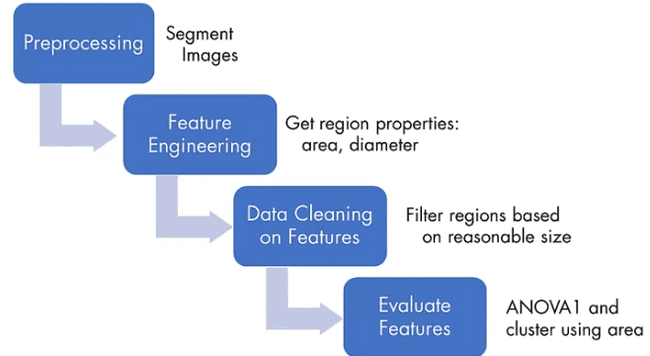 Preprocessing
Segment
Images
Feature
Engineering
Get region properties:
area, diameter
Data Cleaning
on Features
Filter regions based
on reasonable size
Evaluate
Features
ANOVA1 and
cluster using area